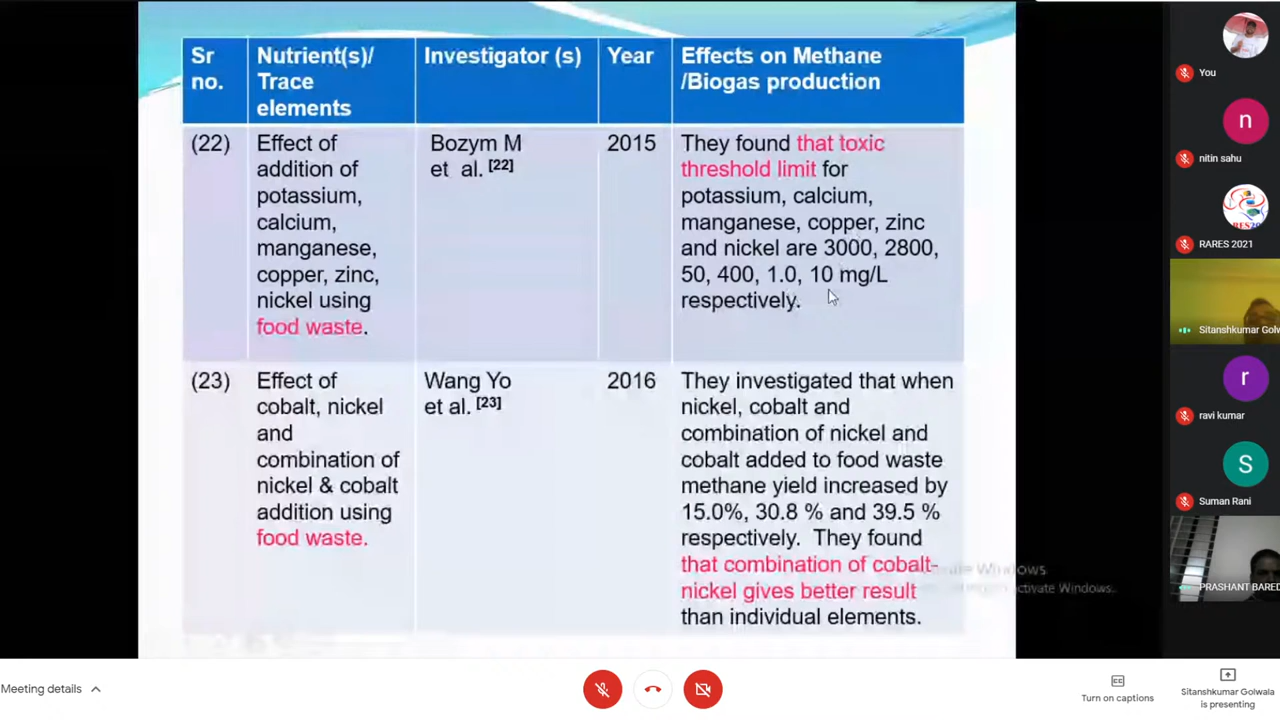 Sr no.
Nutrient(s)/
Trace
elements
Investigator (s)
Year
Effects on Methane
/Biogas production
(22)
Effect of
addition of
potassium,
calcium,
manganese,
copper, zinc,
nickel using
food waste.
Bozym M
et al. [22]
2015
They found that toxic
threshold limit for
potassium, calcium,
manganese, copper, zinc
and nickel are 3000, 2800,
50, 400, 1.0, 10 mg/L
respectively.
(23)
Effect of
cobalt, nickel
and
combination of
nickel & cobalt
addition using
food waste.
Wang Yo
et al. [23]
2016
They investigated that when
nickel, cobalt and
combination of nickel and
cobalt added to food waste
methane yield increased by
15.0%, 30.8 % and 39.5 %
respectively. They found
that combination of cobalt-
nickel gives better result
than individual elements.
Windows
activate Windows.
You
n
nitin sahu
RARES 2021
Sitanshkumar Golw
r
ravi kumar
S
Suman Rani
PRASHANT BARED
Meeting details
CC
Turn on captions
Sitanshkumar Golwala
is presenting